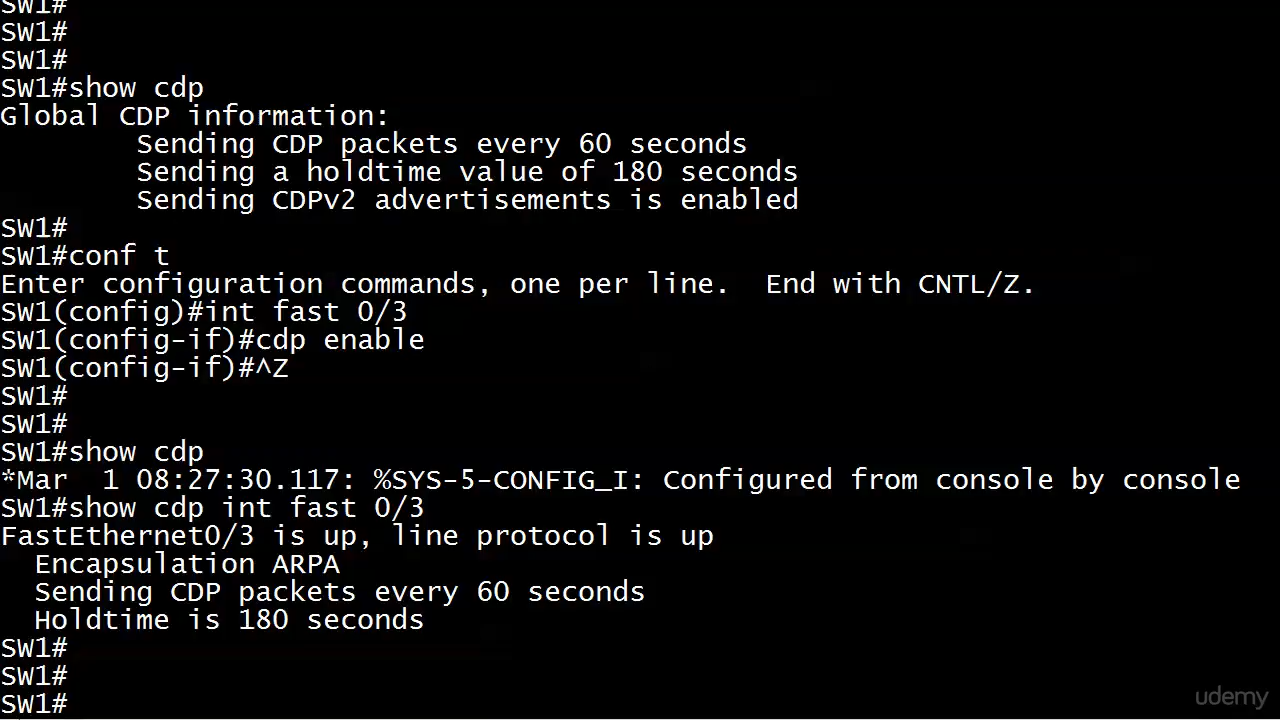 SW1#
SW1#
SW1#
SW1#show cdp
Global CDP information:
        Sending CDP packets every 60 seconds
        Sending a holdtime value of 180 seconds
        Sending CDPv2 advertisements is enabled
SW1#
SW1#conf t
Enter configuration commands, one per line.  End with CNTL/Z.
SW1(config)#int fast 0/3
SW1(config-if)#cdp enable
SW1(config-if)#^Z
SW1#
SW1#
SW1#show cdp
*Mar  1 08:27:30.117: %SYS-5-CONFIG_I: Configured from console by console
SW1#show cdp int fast 0/3
FastEthernet0/3 is up, line protocol is up
  Encapsulation ARPA
  Sending CDP packets every 60 seconds
  Holdtime is 180 seconds
SW1#
SW1#
SW1#
udemy